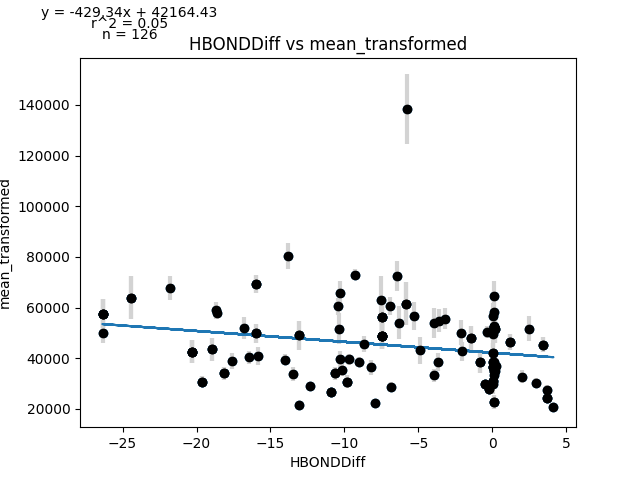 y = -429.34x + 42164.43
r^2 = 0.05
n = 126
HBONDDiff vs mean_transformed
mean_transformed
140000
120000
100000
80000
60000
40000
20000
−25
−20
−15
−10
−5
0
5
HBONDDiff